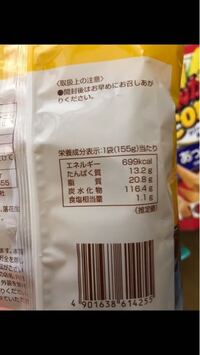 <取扱上の注意>
●開封後はお早めにお召しあが
りください。
栄養成分表示:1袋(155g)当たり
エネルギー 699kcal
たんぱく質 13.2g
脂質 20.8g
炭水化物 116.4g
食塩相当量 1.1g
(推定値)
4 901638 614255